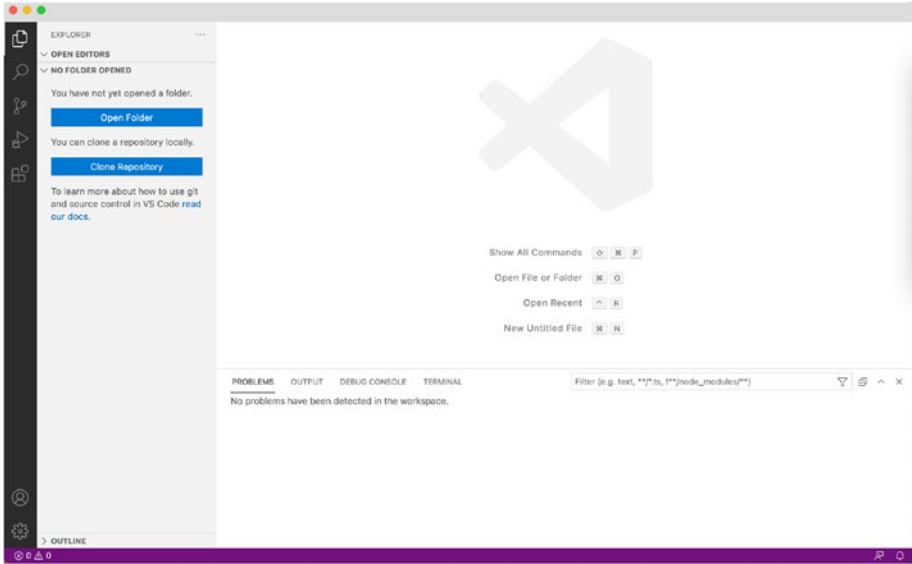 EXPLORER
OPEN EDITORS
NO FOLDER OPENED
You have not yet opened a folder.
Open Folder
You can clone a repository locally.
Clone Repository
To learn more about how to use git
and source control in VS Code read
our docs.
OUTLINE
Show All Commands ⇧ ⌘ P
Open File or Folder ⌘ O
Open Recent ^ R
New Untitled File ⌘ N
PROBLEMS OUTPUT DEBUG CONSOLE TERMINAL Filter (e.g. text, **/*.ts, !**/node_modules/**)
No problems have been detected in the workspace.
0 0